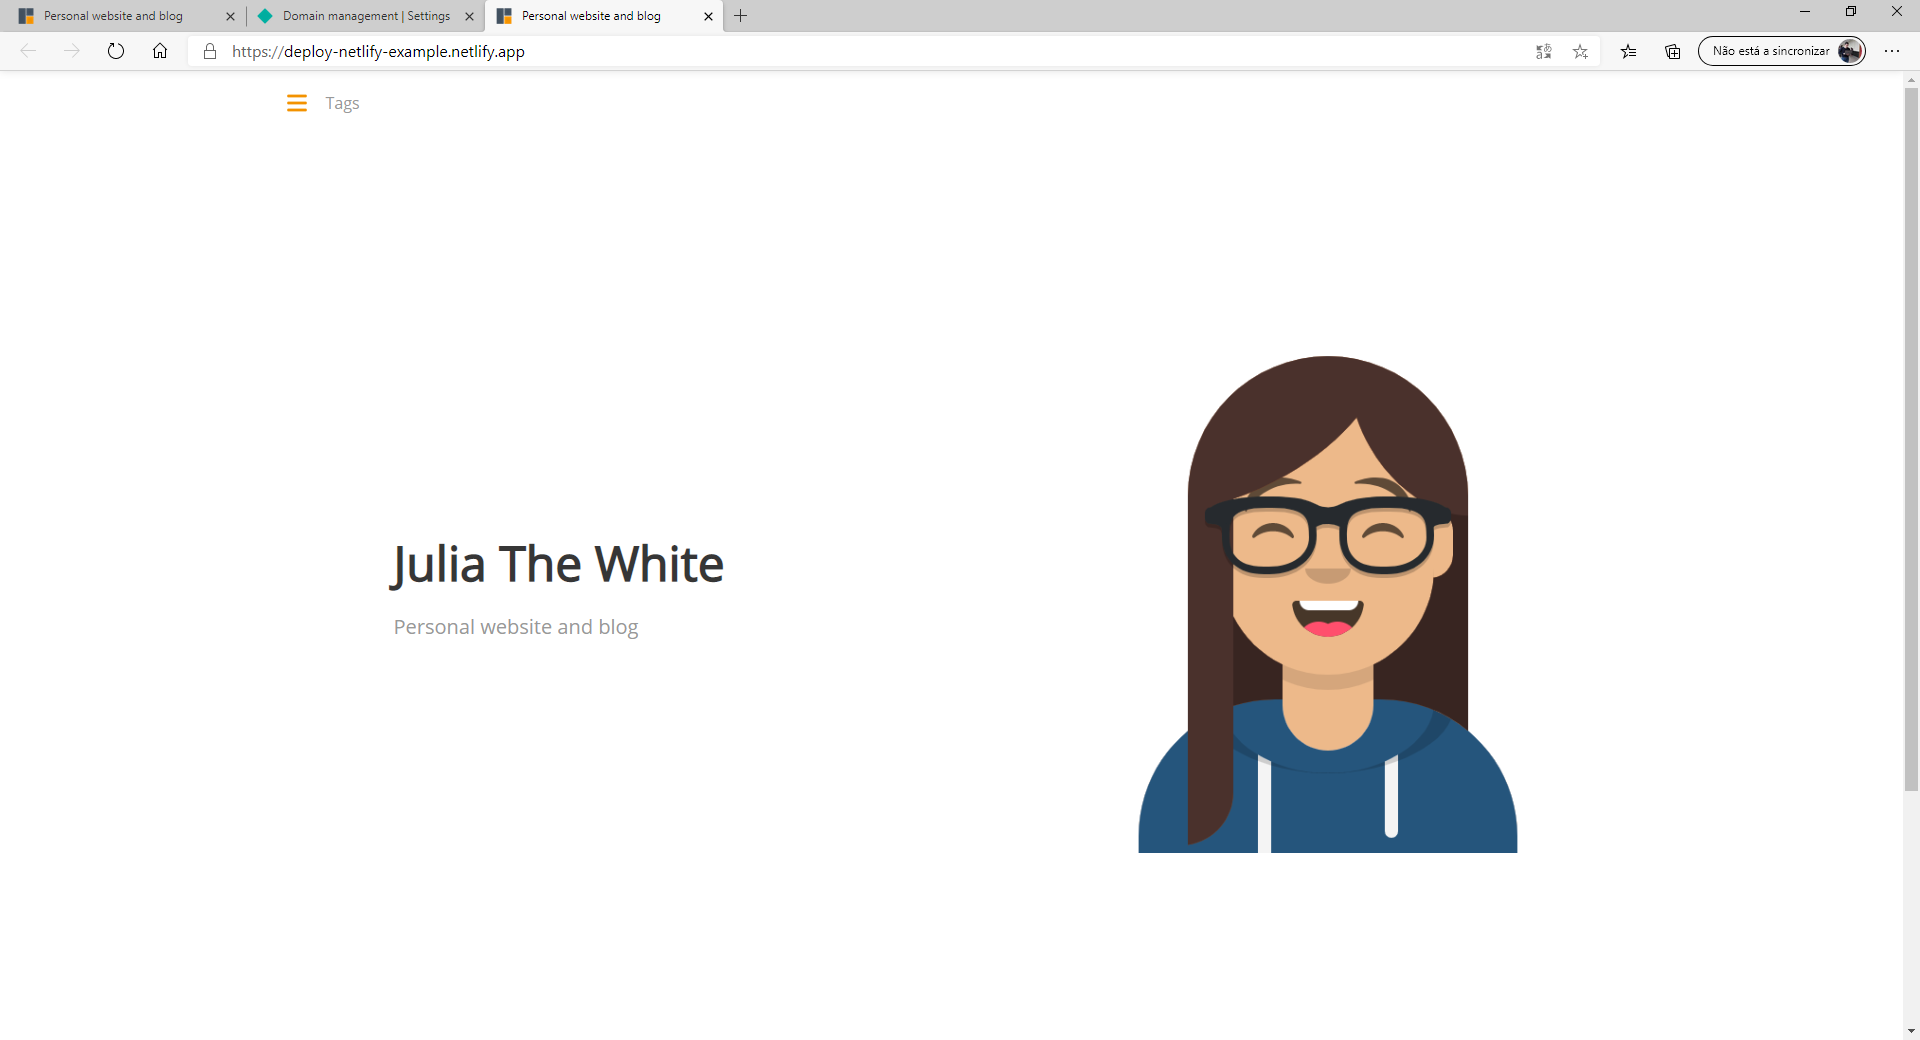 Personal website and blog
Domain management | Settings
Personal website and blog
https://deploy-netlify-example.netlify.app
Não está a sincronizar
Tags
Julia The White
Personal website and blog